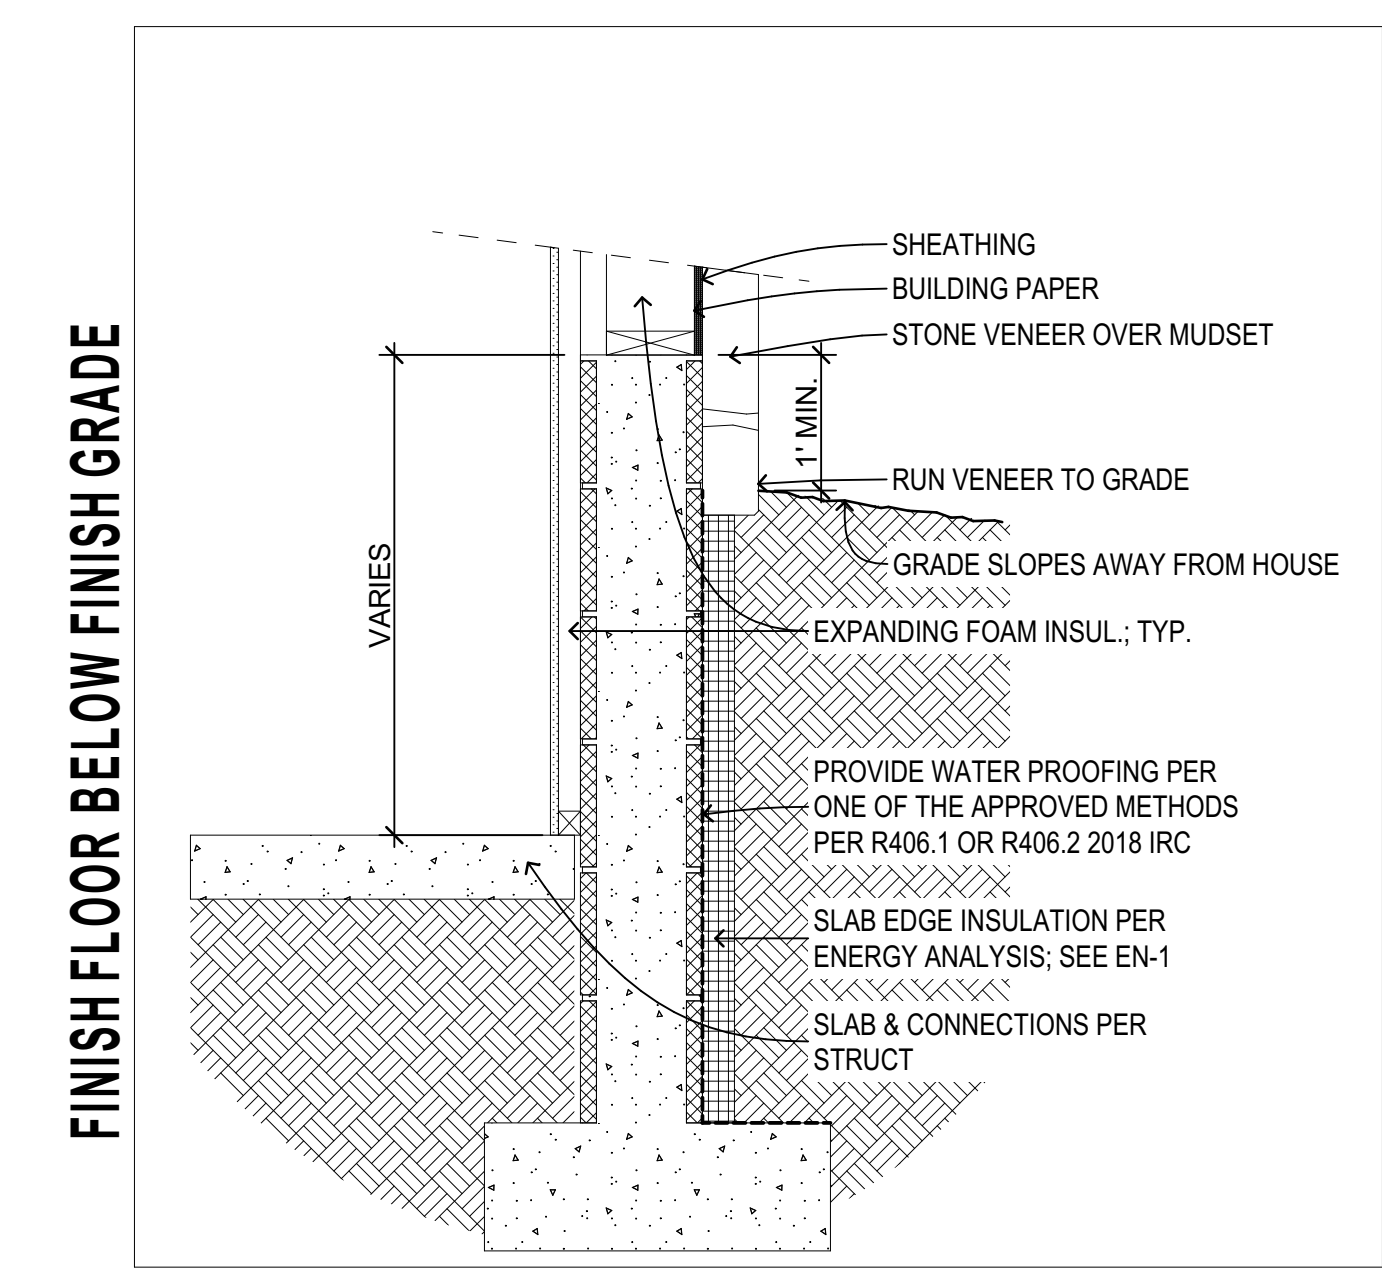 FINISH FLOOR BELOW FINISH GRADE
SHEATHING
BUILDING PAPER
STONE VENEER OVER MUDSET
1' MIN.
RUN VENEER TO GRADE
VARIES
GRADE SLOPES AWAY FROM HOUSE
EXPANDING FOAM INSUL.; TYP.
PROVIDE WATER PROOFING PER
ONE OF THE APPROVED METHODS
PER R406.1 OR R406.2 2018 IRC
SLAB EDGE INSULATION PER
ENERGY ANALYSIS; SEE EN-1
SLAB & CONNECTIONS PER
STRUCT